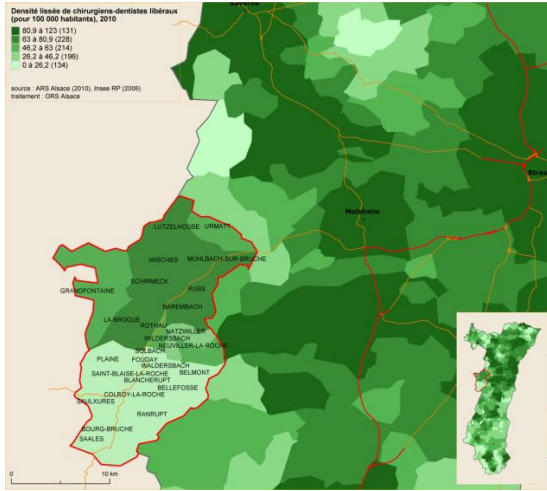 Densité lissée de chirurgiens-dentistes libéraux
(pour 100 000 habitants), 2010
80,9 à 123 (131)
63 à 80,9 (228)
46,2 à 63 (214)
26,2 à 46,2 (196)
0 à 26,2 (134)
source : ARS Alsace (2010), Insee RP (2006)
traitement : ORS Alsace
Saverne
Stras
Molsheim
LUTZELHOUSE URMATT
WISCHES MUHLBACH-SUR-BRUCHE
SCHIRMECK
GRANDFONTAINE RUSS
BAREMBACH
LA-BROQUE
ROTHAU
NATZWILLER
WILDERSBACH
NEUVILLER-LA-ROCHE
SOLBACH
PLAINE FOUDAY
WALDERSBACH
SAINT-BLAISE-LA-ROCHE BELMONT
BLANCHERUPT
BELLEFOSSE
COLROY-LA-ROCHE
SAULXURES
RANRUPT
BOURG-BRUCHE
SAALES
0 10 km